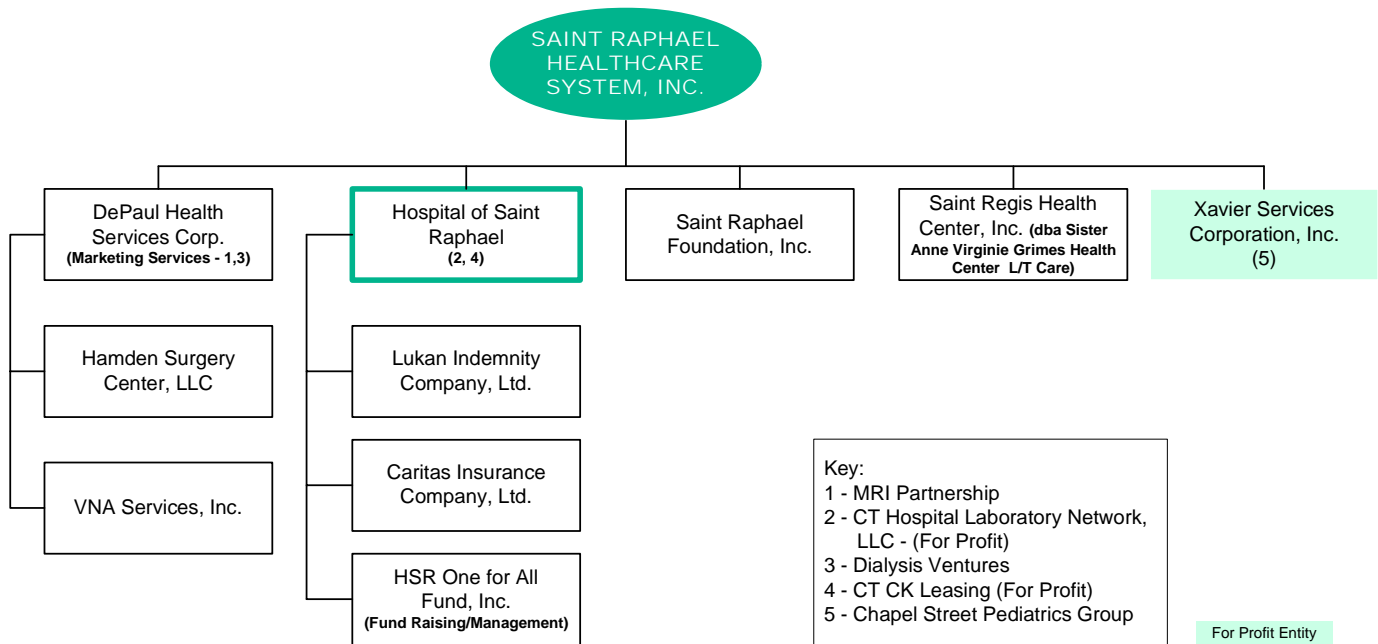 SAINT RAPHAEL
HEALTHCARE
SYSTEM, INC.
DePaul Health
Services Corp.
(Marketing Services - 1,3)
Hospital of Saint
Raphael
(2, 4)
Saint Raphael
Foundation, Inc.
Saint Regis Health
Center, Inc. (dba Sister
Anne Virginie Grimes Health
Center L/T Care)
Xavier Services
Corporation, Inc.
(5)
Hamden Surgery
Center, LLC
Lukan Indemnity
Company, Ltd.
VNA Services, Inc.
Caritas Insurance
Company, Ltd.
HSR One for All
Fund, Inc.
(Fund Raising/Management)
Key:
1 - MRI Partnership
2 - CT Hospital Laboratory Network,
LLC - (For Profit)
3 - Dialysis Ventures
4 - CT CK Leasing (For Profit)
5 - Chapel Street Pediatrics Group
For Profit Entity